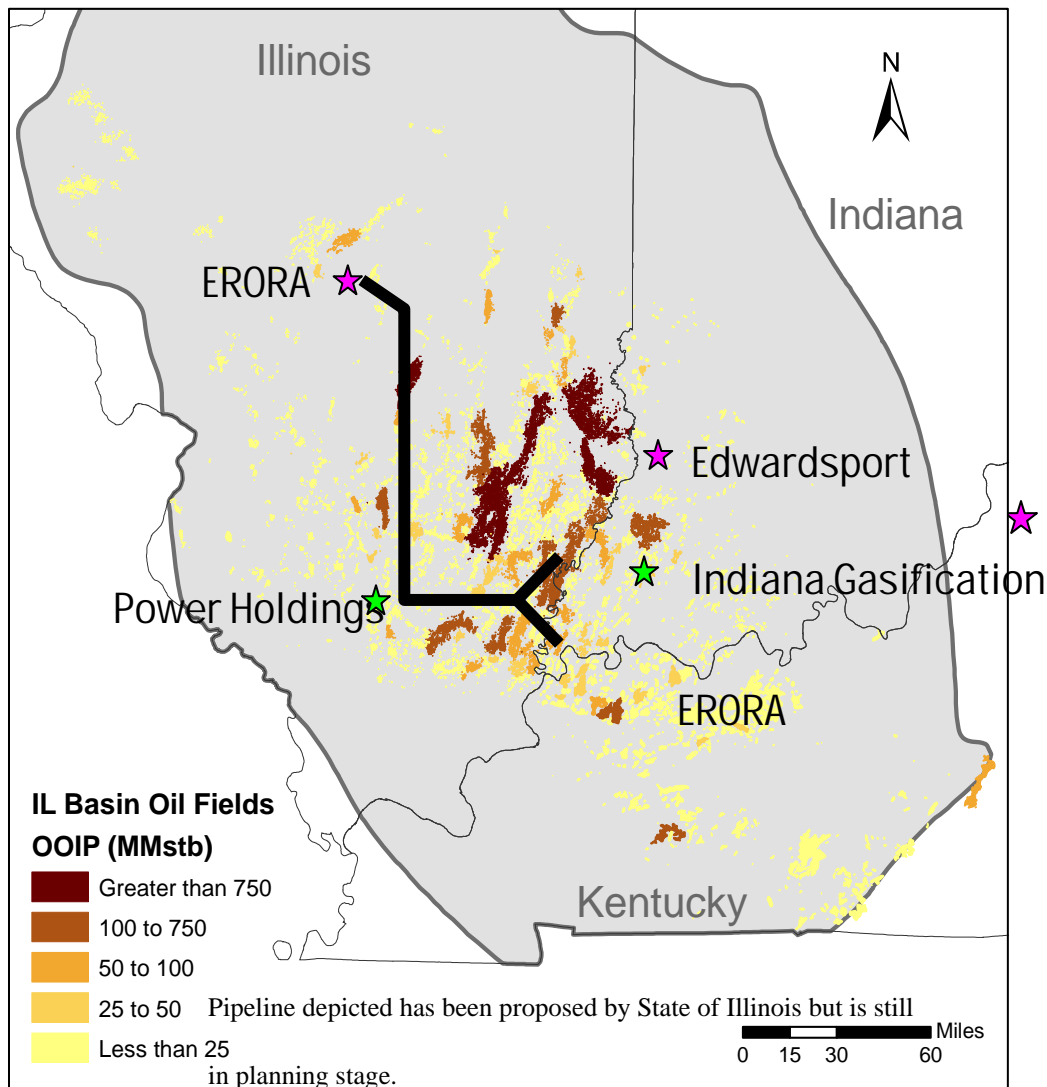 Illinois
N
Indiana
ERORA
Edwardsport
Indiana Gasification
Power Holdings
ERORA
IL Basin Oil Fields
OOIP (MMstb)
Greater than 750
100 to 750
50 to 100
25 to 50
Less than 25
Kentucky
Pipeline depicted has been proposed by State of Illinois but is still
in planning stage.
Miles
0 15 30 60